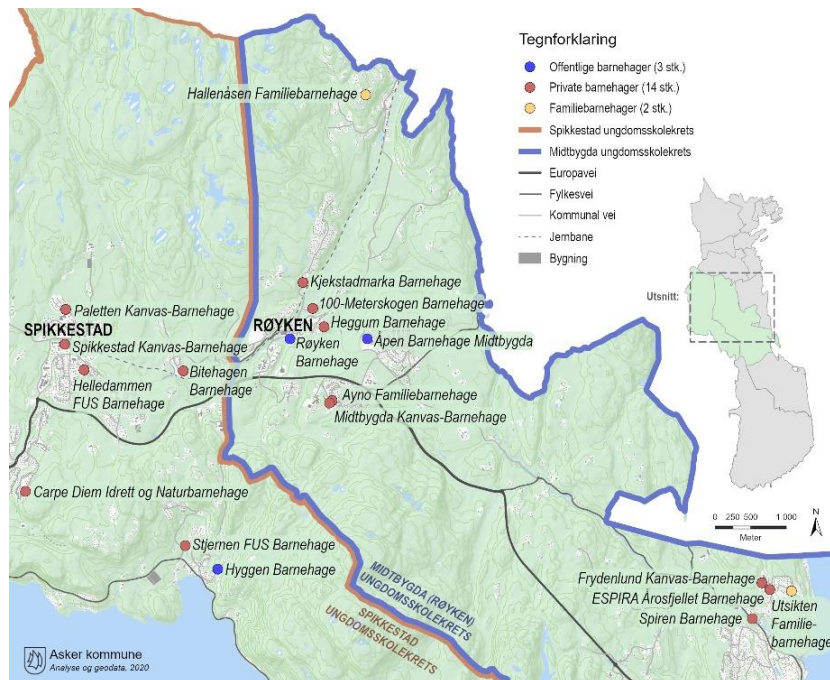 Tegnforklaring
Offentlige barnehager (3 stk.)
Private barnehager (14 stk.)
Familiebarnehager (2 stk.)
Spikkestad ungdomsskolekrets
Midtbygda ungdomsskolekrets
Europavei
Fylkesvei
Kommunal vei
Jernbane
Bygning
Utsnitt:
Hallenåsen Familiebarnehage
Kjekstadmarka Barnehage
100-Meterskogen Barnehage
Heggum Barnehage
RØYKEN
Røyken
Barnehage
Åpen Barnehage Midtbygda
Paletten Kanvas-Barnehage
SPIKKESTAD
Spikkestad Kanvas-Barnehage
Helledammen
FUS Barnehage
Bitehagen
Barnehage
Ayno Familiebarnehage
Midtbygda Kanvas-Barnehage
Carpe Diem Idrett og Naturbarnehage
Stjernen FUS Barnehage
Hyggen Barnehage
MIDTBYGDA (RØYKEN)
UNGDOMSSKOLEKRETS
SPIKKESTAD
UNGDOMSSKOLEKRETS
0 250 500 1 000
Meter
N
Frydenlund Kanvas-Barnehage
ESPIRA Årosfjellet Barnehage
Spiren Barnehage
Utsikten
Familie-
barnehage
Asker kommune
Analyse og geodata, 2020